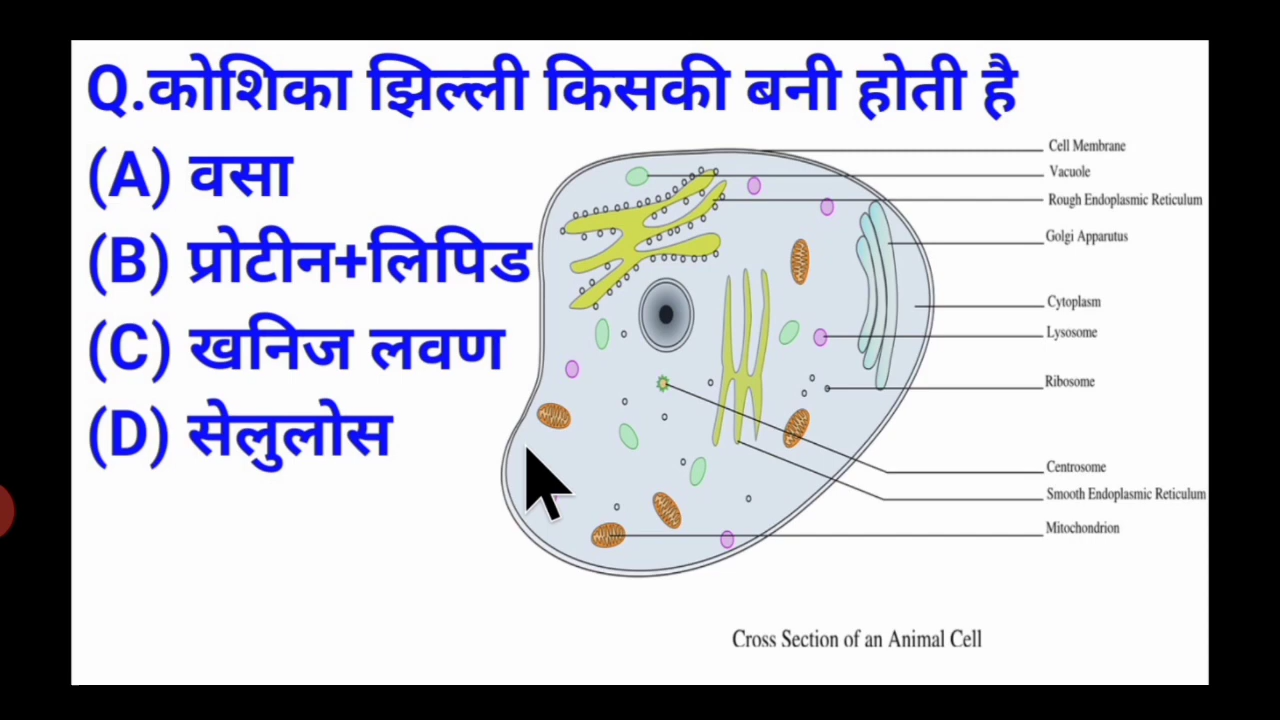 Q.कोशिका झिल्ली किसकी बनी होती है
(A) वसा
(B) प्रोटीन+लिपिड
(C) खनिज लवण
(D) सेलुलोस
Cell Membrane
Vacuole
Rough Endoplasmic Reticulum
Golgi Apparutus
Cytoplasm
Lysosome
Ribosome
Centrosome
Smooth Endoplasmic Reticulum
Mitochondrion
Cross Section of an Animal Cell